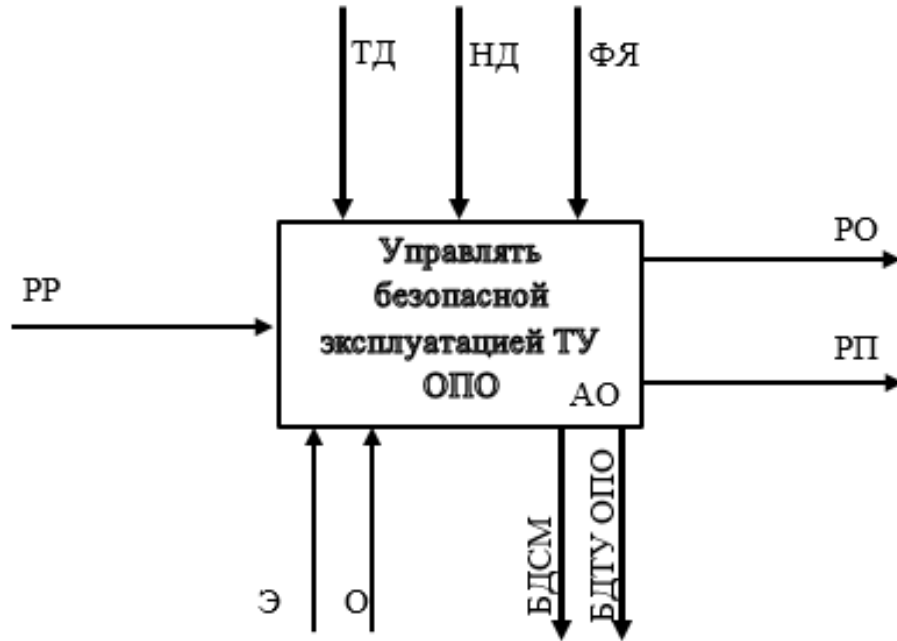 ТД
НД
ФЯ
Управлять
безопасной
эксплуатацией ТУ
ОПО
АО
РР
РО
РП
Э
О
БДСМ
БДТУ ОПО